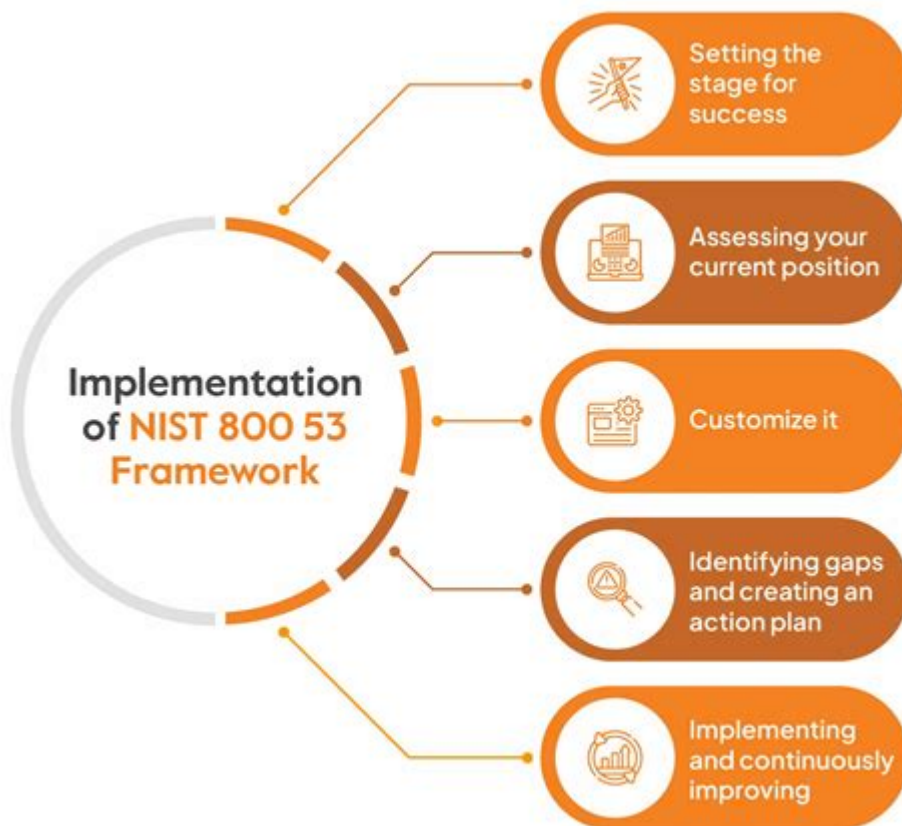 Implementation
of NIST 800 53
Framework
Setting the
stage for
success
Assessing your
current position
Customize it
Identifying gaps
and creating an
action plan
Implementing
and continuously
improving